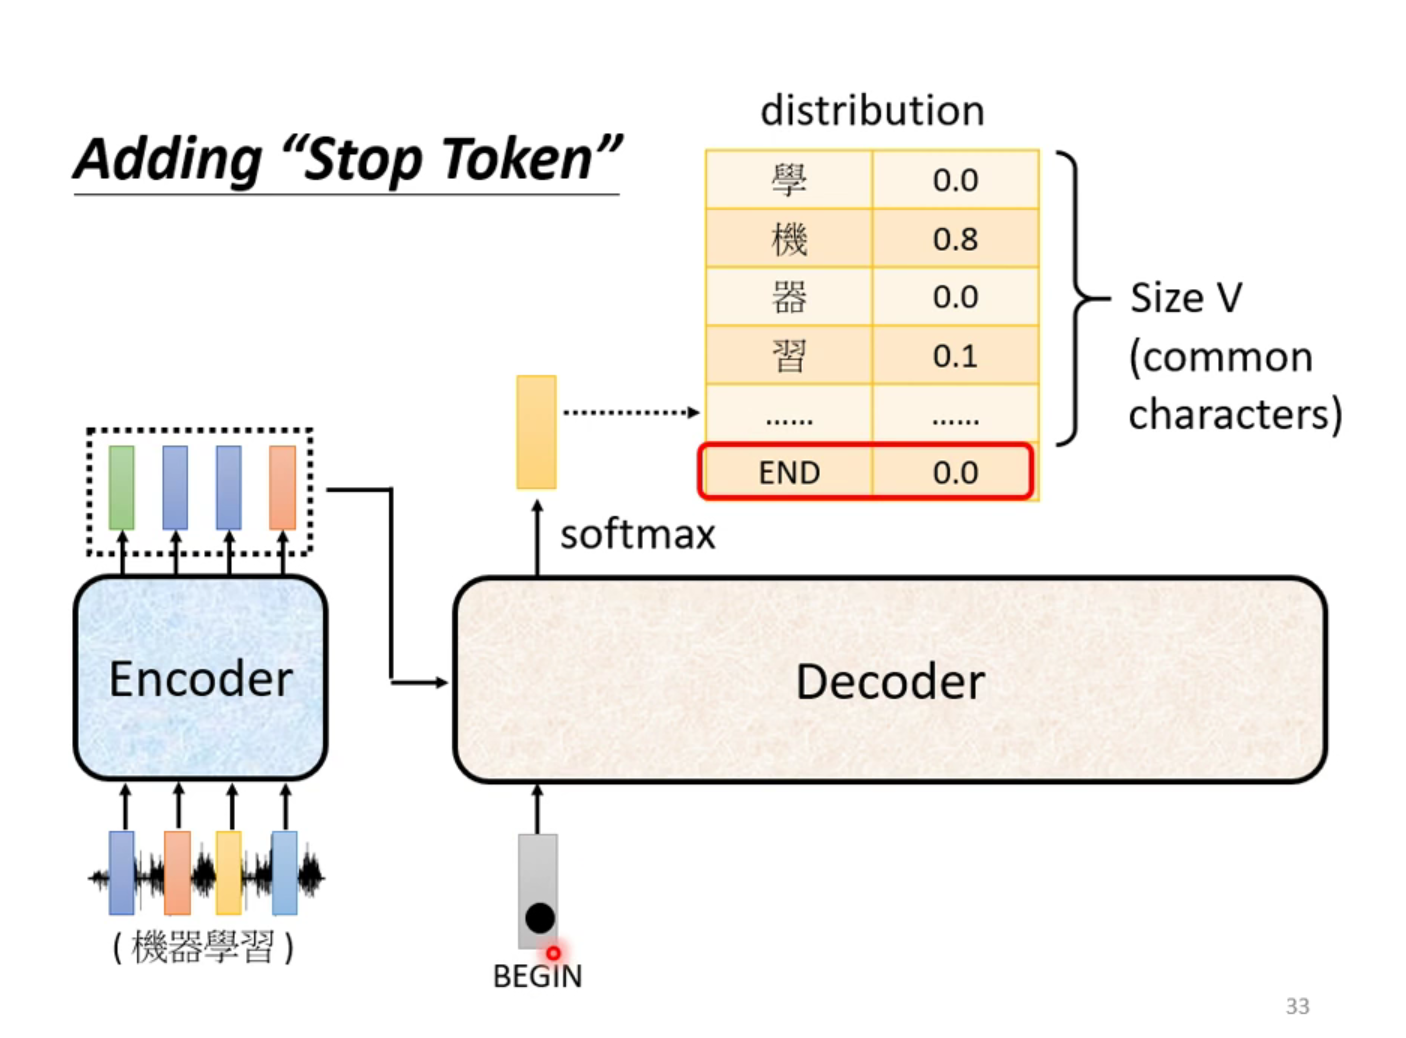 Adding “Stop Token”
distribution
學 0.0
機 0.8
器 0.0
習 0.1
...... ......
END 0.0
Size V
(common
characters)
softmax
Encoder
Decoder
( 機器學習 )
BEGIN
33